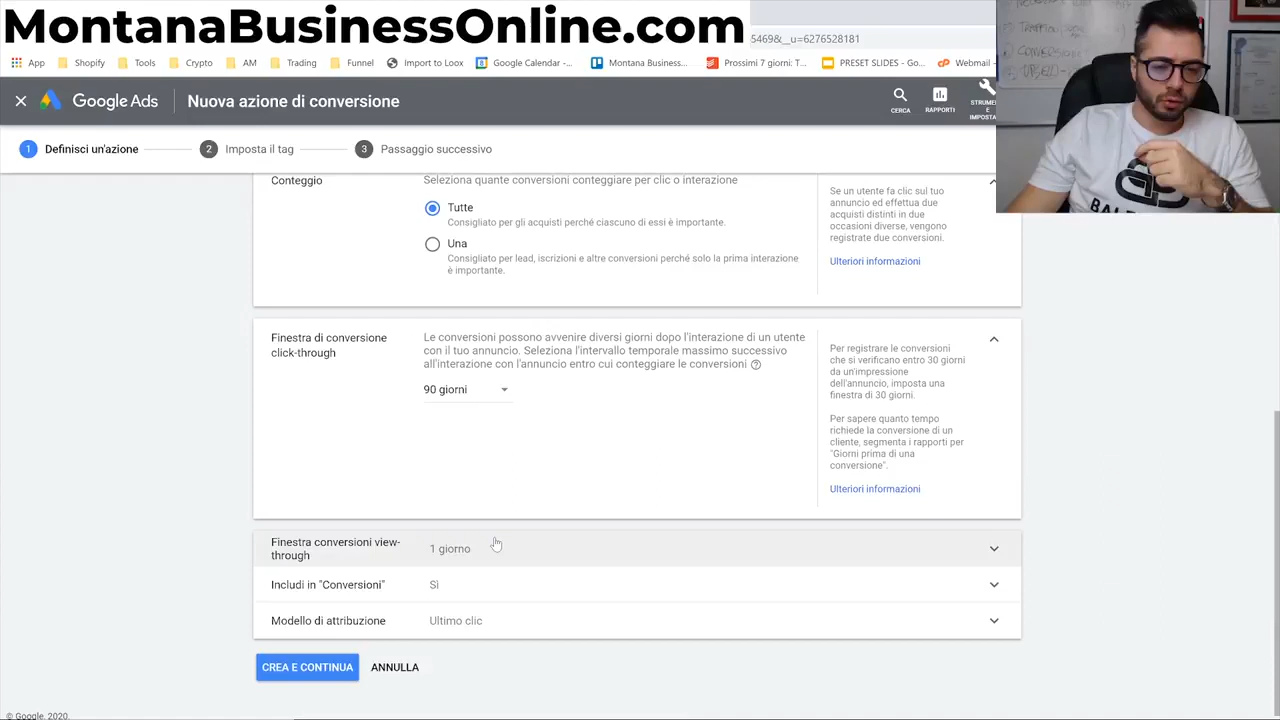 MontanaBusinessOnline.com
5469&__u=6276528181
App Shopify Tools Crypto AM Trading Funnel Import to Loox Google Calendar -... Montana Business... Prossimi 7 giorni: T... PRESET SLIDES - Go... Webmail
Google Ads Nuova azione di conversione
CERCA RAPPORTI STRUME
E
IMPOSTA
1 Definisci un'azione 2 Imposta il tag 3 Passaggio successivo
Conteggio
Seleziona quante conversioni conteggiare per clic o interazione
Tutte
Consigliato per gli acquisti perché ciascuno di essi è importante.
Una
Consigliato per lead, iscrizioni e altre conversioni perché solo la prima interazione
è importante.
Se un utente fa clic sul tuo
annuncio ed effettua due
acquisti distinti in due
occasioni diverse, vengono
registrate due conversioni.
Ulteriori informazioni
Finestra di conversione
click-through
Le conversioni possono avvenire diversi giorni dopo l'interazione di un utente
con il tuo annuncio. Seleziona l'intervallo temporale massimo successivo
all'interazione con l'annuncio entro cui conteggiare le conversioni
90 giorni
Per registrare le conversioni
che si verificano entro 30 giorni
da un'impressione
dell'annuncio, imposta una
finestra di 30 giorni.
Per sapere quanto tempo
richiede la conversione di un
cliente, segmenta i rapporti per
"Giorni prima di una
conversione".
Ulteriori informazioni
Finestra conversioni view-
through
1 giorno
Includi in "Conversioni" Sì
Modello di attribuzione Ultimo clic
CREA E CONTINUA ANNULLA
© Google, 2020.